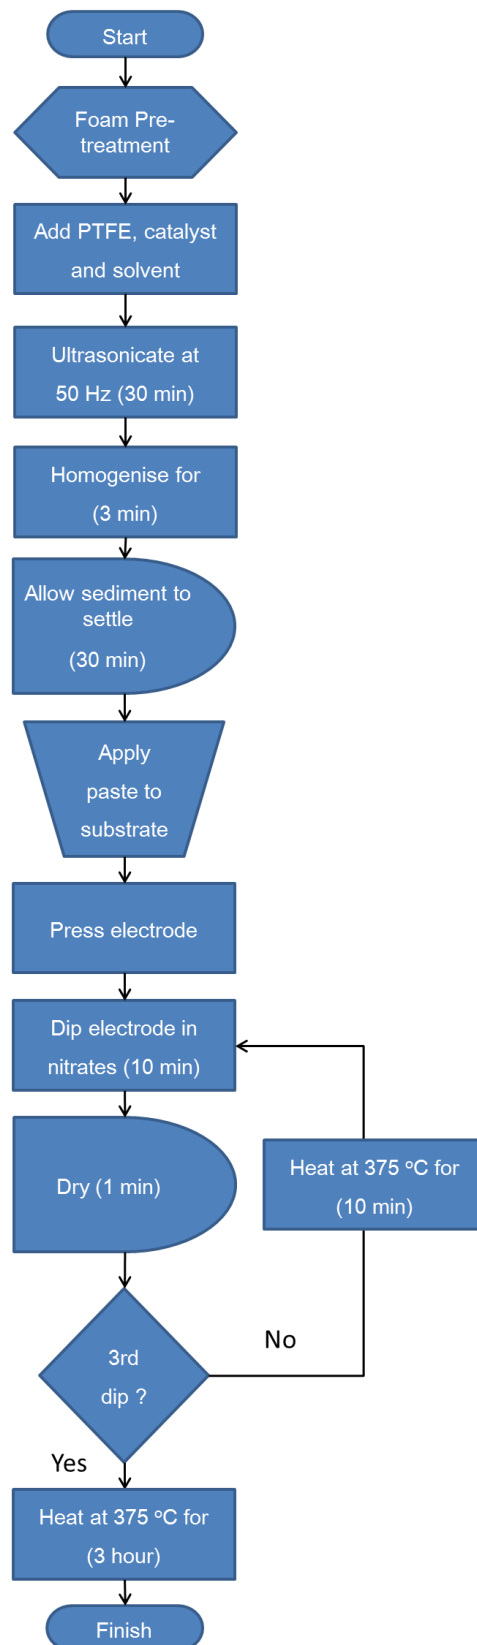 Start
Foam Pre-
treatment
Add PTFE, catalyst
and solvent
Ultrasonicate at
50 Hz (30 min)
Homogenise for
(3 min)
Allow sediment to
settle
(30 min)
Apply
paste to
substrate
Press electrode
Dip electrode in
nitrates (10 min)
Dry (1 min)
Heat at 375 ºC for
(10 min)
3rd
dip ?
No
Yes
Heat at 375 ºC for
(3 hour)
Finish